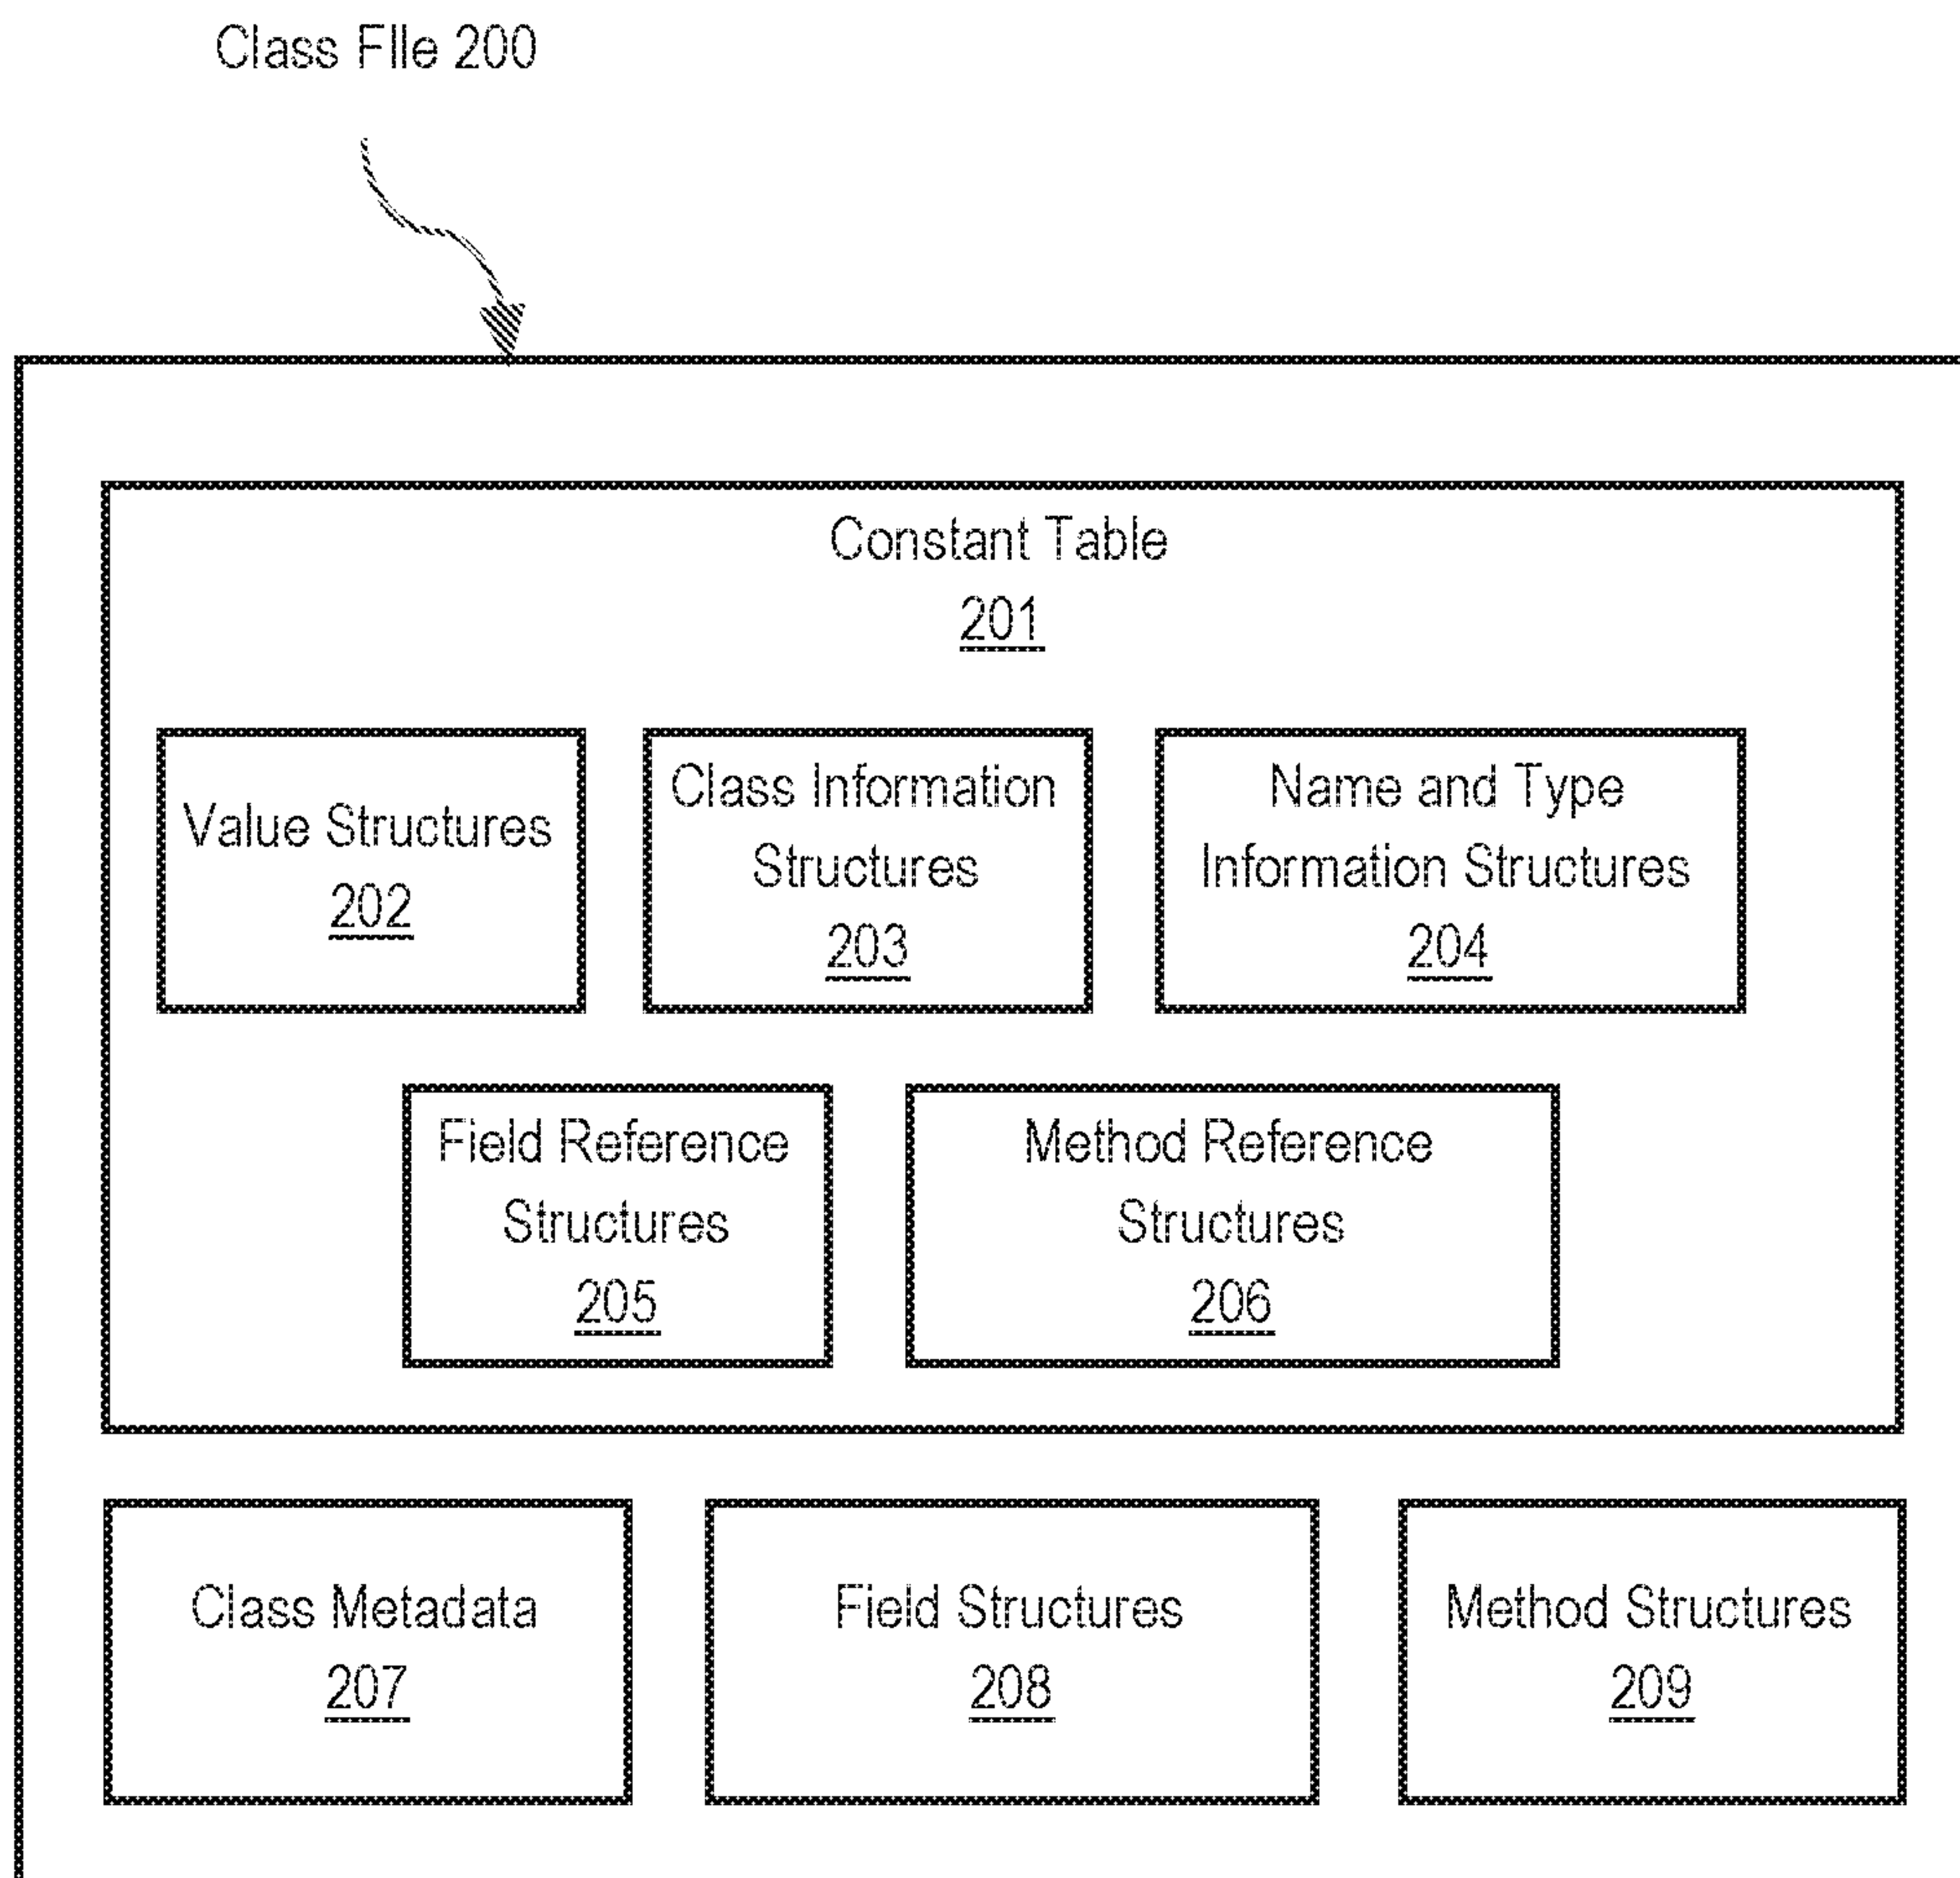 Class FIle 200
Constant Table
201
Value Structures
202
Class Information
Structures
203
Name and Type
Information Structures
204
Field Reference
Structures
205
Method Reference
Structures
206
Class Metadata
207
Field Structures
208
Method Structures
209